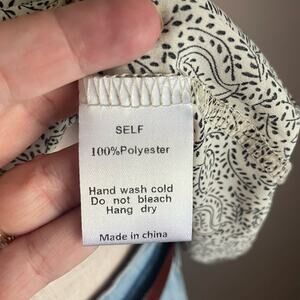 SELF
100%Polyester
Hand wash cold
Do not bleach
Hang dry
Made in china